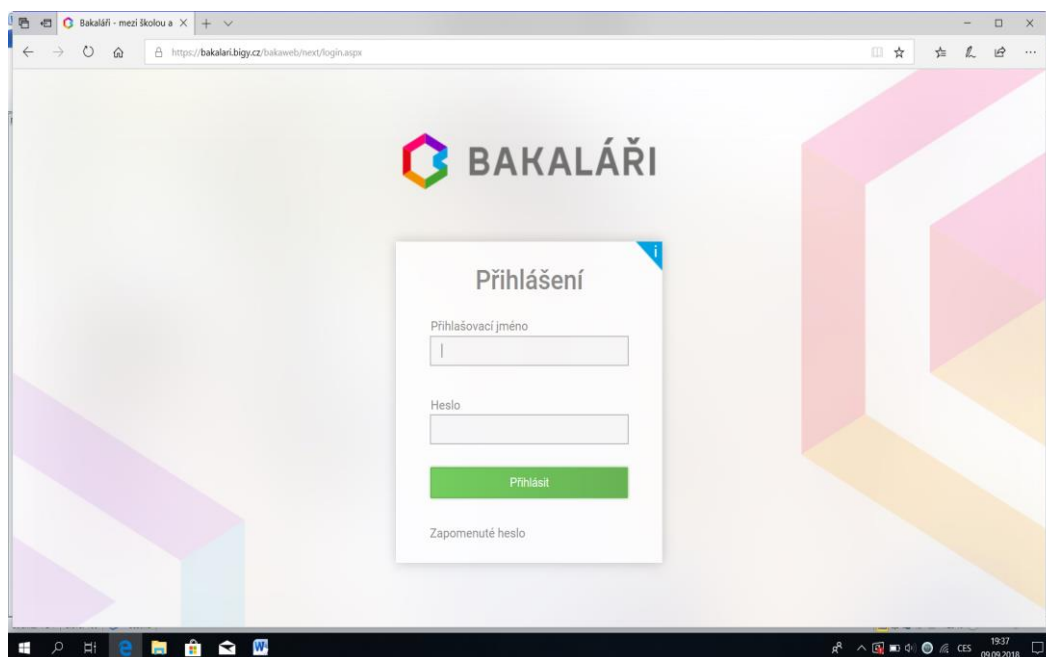 Bakaláři - mezi školou a
https://bakalari.bigy.cz/bakaweb/next/login.aspx
BAKALÁŘI
i
Přihlášení
Přihlašovací jméno
Heslo
Přihlásit
Zapomenuté heslo
CES
19:37
09.09.2018